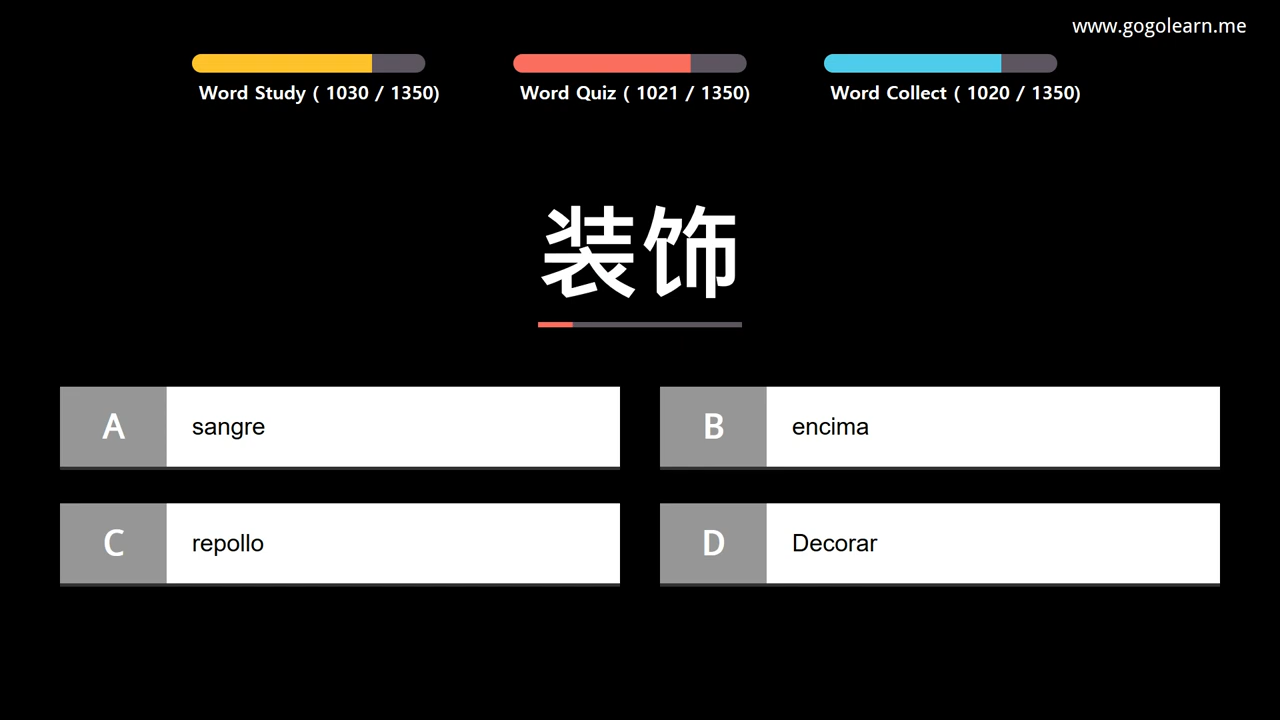 www.gogolearn.me
Word Study ( 1030 / 1350)
Word Quiz ( 1021 / 1350)
Word Collect ( 1020 / 1350)
装饰
A sangre
B encima
C repollo
D Decorar